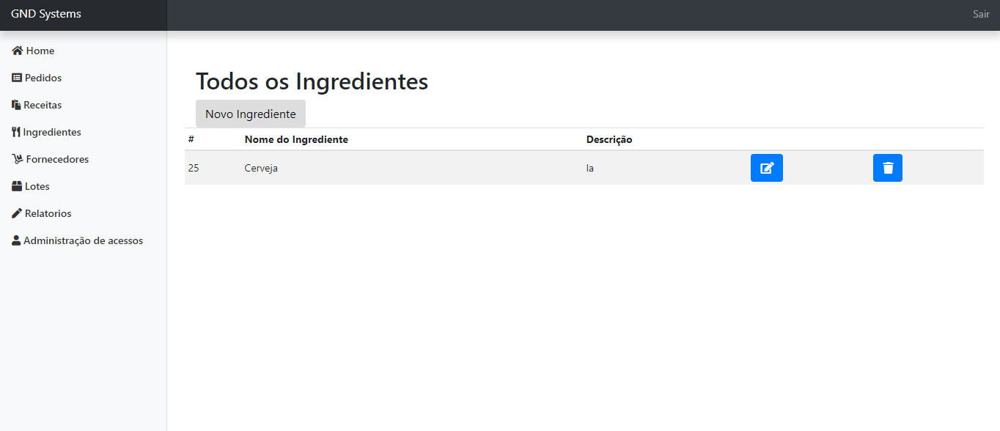 GND Systems
Sair
Home
Pedidos
Receitas
Ingredientes
Fornecedores
Lotes
Relatorios
Administração de acessos
Todos os Ingredientes
Novo Ingrediente
# Nome do Ingrediente Descrição
25 Cerveja la